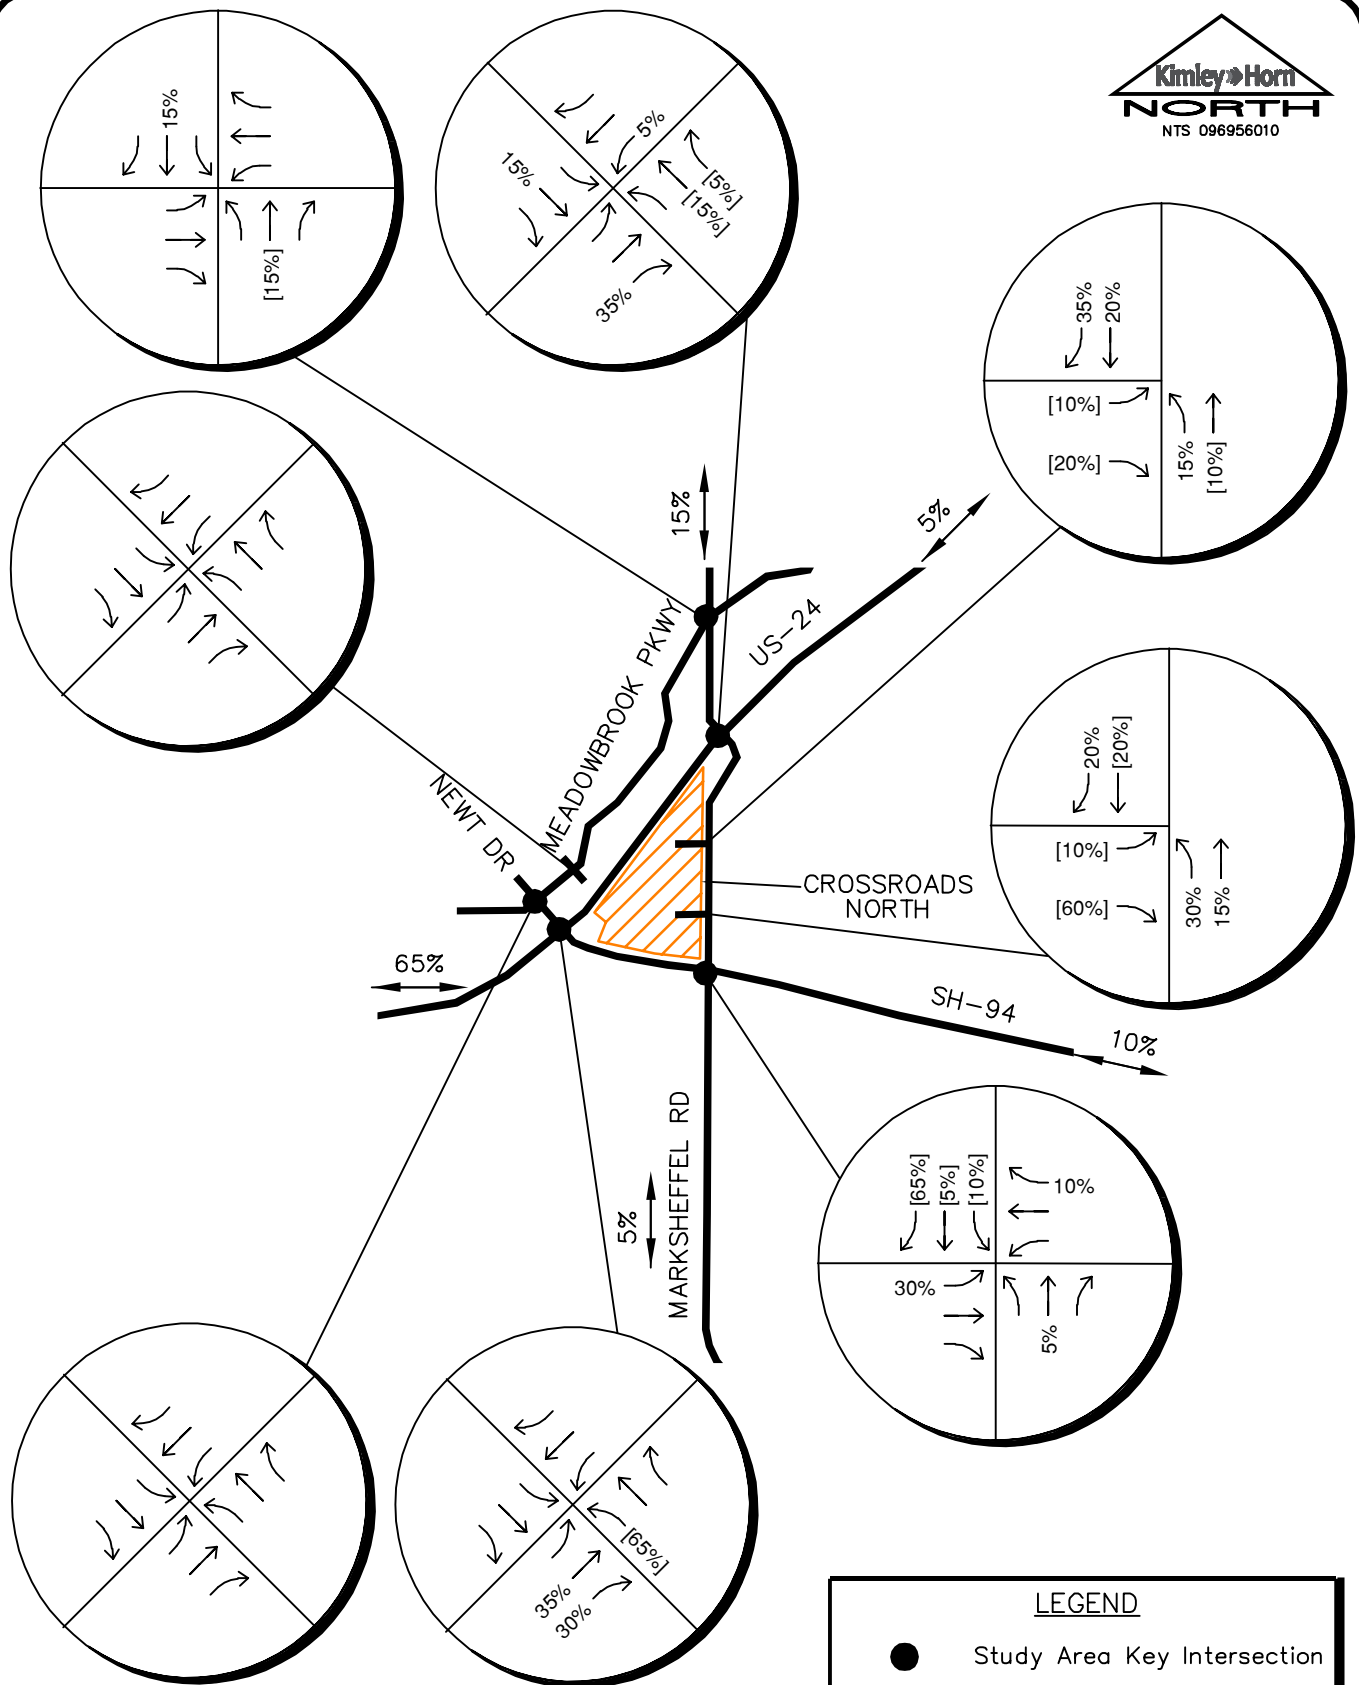 Kimley»Horn
NORTH
NTS 096956010
15%
[15%]
5%
15%
[5%]
[15%]
35%
35%
20%
[10%]
[20%]
15%
[10%]
15%
5%
US-24
MEADOWBROOK PKWY
NEWT DR
20%
[20%]
[10%]
[60%]
30%
15%
CROSSROADS
NORTH
65%
SH-94
10%
MARKSHEFFEL RD
5%
[65%]
[5%]
[10%]
10%
30%
5%
[65%]
35%
30%
LEGEND
Study Area Key Intersection